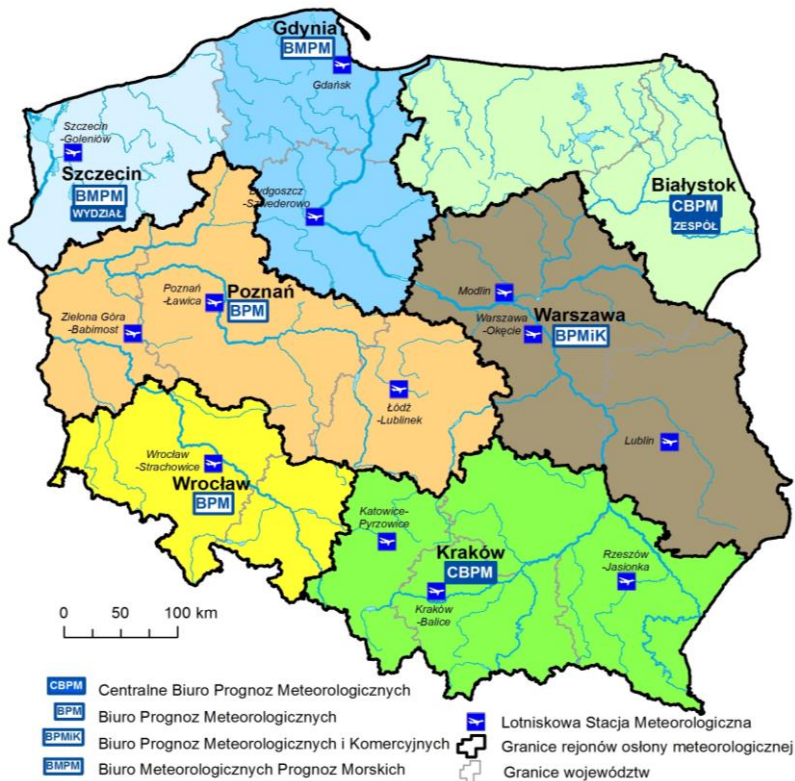 Gdynia
BMPM
Gdańsk
Szczecin
-Goleniów
Szczecin
BMPM
WYDZIAŁ
Białystok
CBPM
ZESPÓŁ
Bydgoszcz
-Szwederowo
Modlin
Warszawa
-Okęcie
Warszawa
BPMiK
Poznań
-Ławica
Poznań
BPM
Zielona Góra
-Babimost
Łódź
-Lublinek
Lublin
Wrocław
-Strachowice
Wrocław
BPM
Katowice-
Pyrzowice
Kraków
CBPM
Kraków
-Balice
Rzeszów
-Jasionka
0 50 100 km
CBPM Centralne Biuro Prognoz Meteorologicznych
BPM Biuro Prognoz Meteorologicznych
BPMiK Biuro Prognoz Meteorologicznych i Komercyjnych
BMPM Biuro Meteorologicznych Prognoz Morskich
Lotniskowa Stacja Meteorologiczna
Granice rejonów osłony meteorologicznej
Granice województw